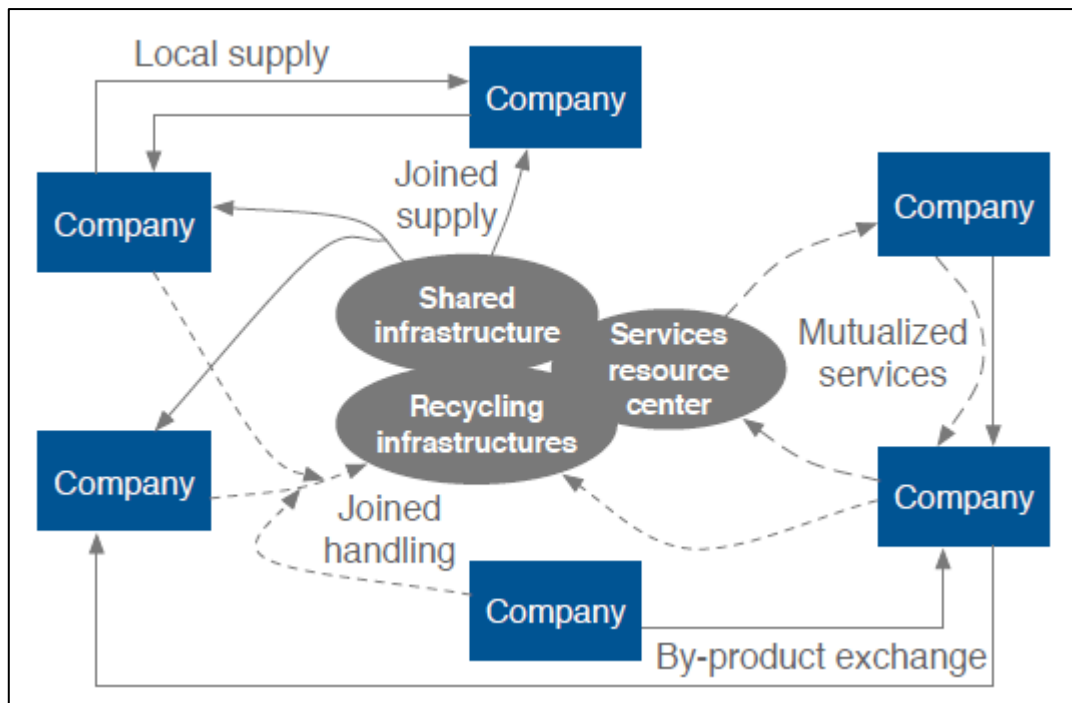 Local supply
Company
Company
Joined
supply
Company
Shared
infrastructure
Services
resource
center
Mutualized
services
Recycling
infrastructures
Company
Company
Joined
handling
Company
By-product exchange